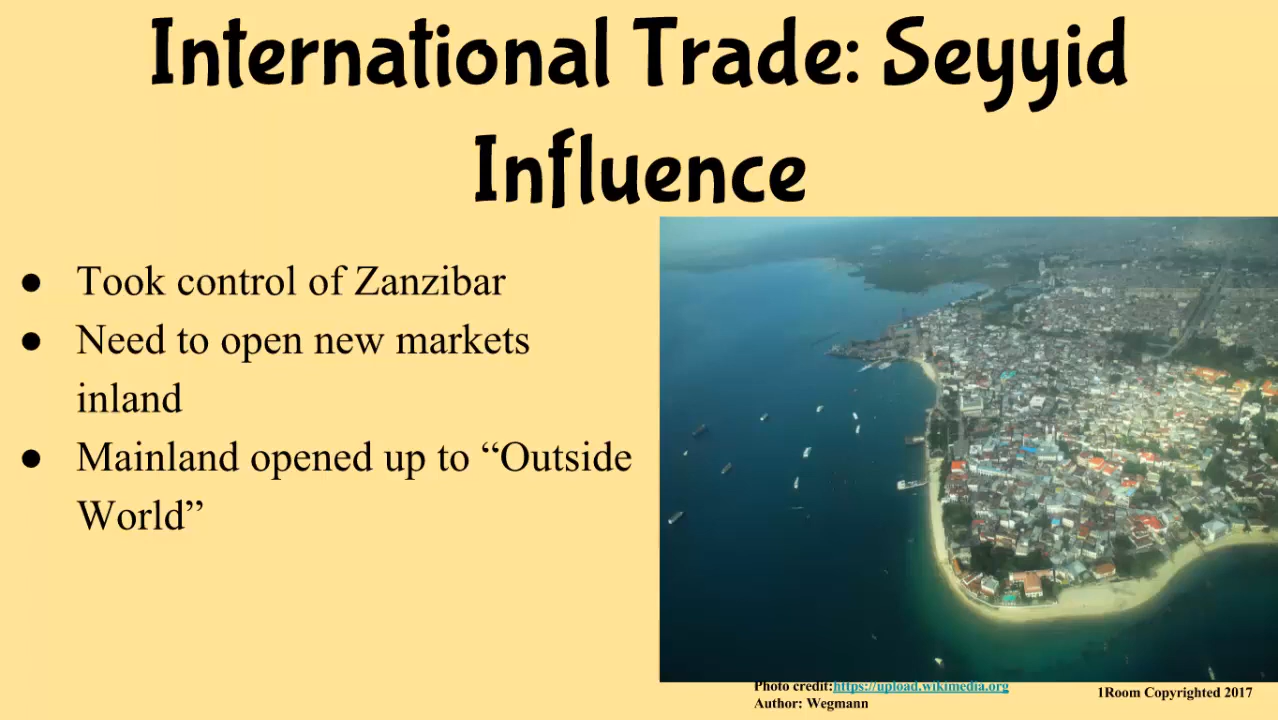 International Trade: Seyyid
Influence
● Took control of Zanzibar
● Need to open new markets
inland
● Mainland opened up to “Outside
World”
Photo credit:https://upload.wikimedia.org
Author: Wegmann
1Room Copyrighted 2017